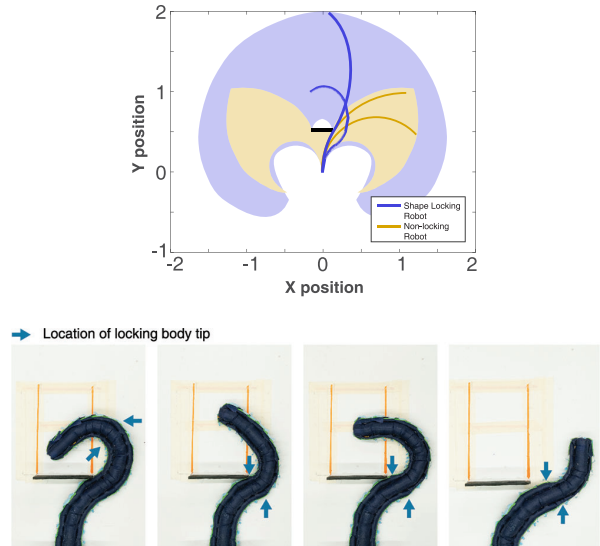 2
1
0
-1
Y position
-2
-1
0
1
2
X position
Shape Locking
Robot
Non-locking
Robot
Location of locking body tip